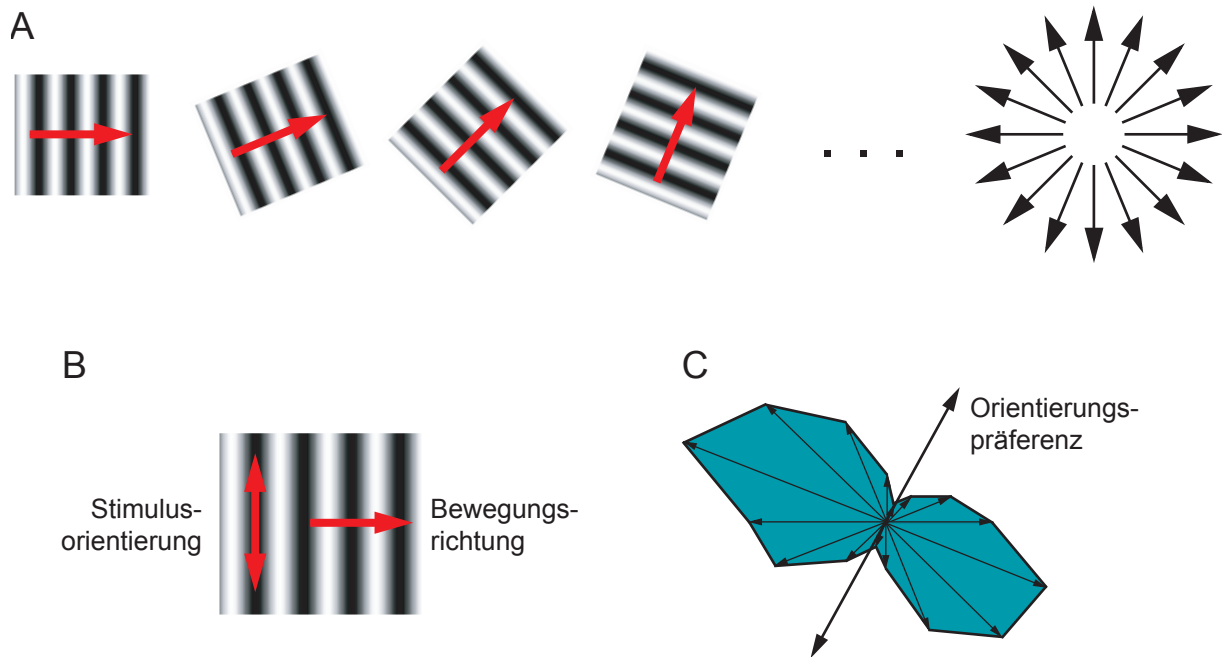 A
B
Stimulus-
orientierung
Bewegungs-
richtung
C
Orientierungs-
präferenz